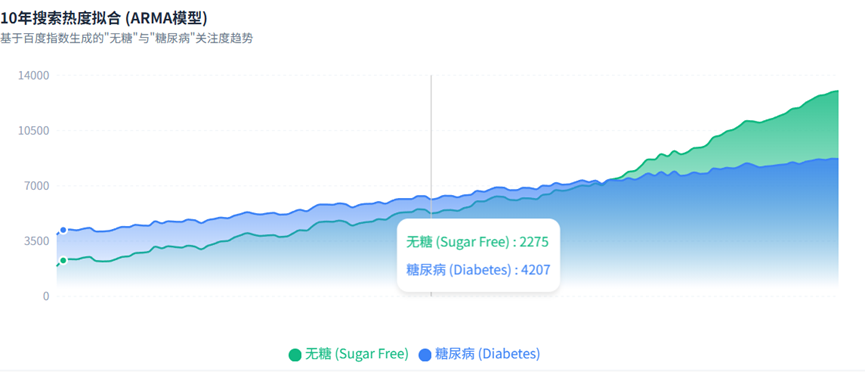 10年搜索热度拟合 (ARMA模型)
基于百度指数生成的"无糖"与"糖尿病"关注度趋势
14000
10500
7000
3500
0
无糖 (Sugar Free) : 2275
糖尿病 (Diabetes) : 4207
无糖 (Sugar Free) 糖尿病 (Diabetes)